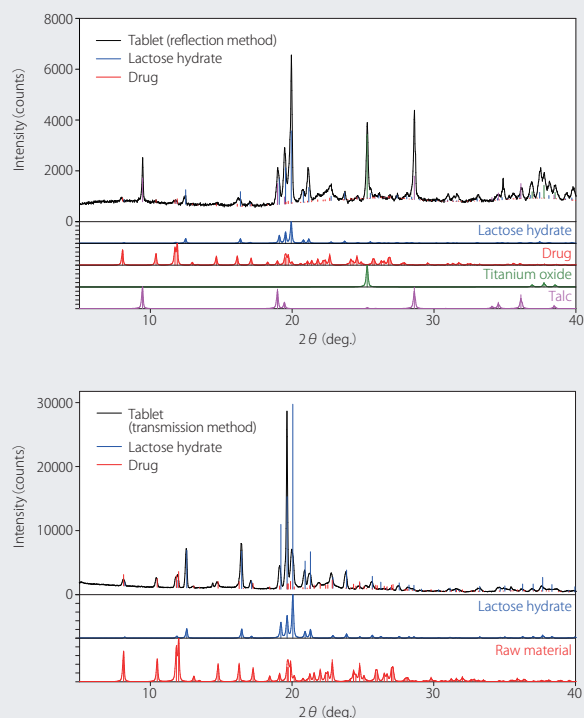 8000
6000
4000
2000
0
Intensity (counts)
Tablet (reflection method)
Lactose hydrate
Drug
Lactose hydrate
Drug
Titanium oxide
Talc
10 20 30 40
2θ (deg.)
30000
20000
10000
0
Intensity (counts)
Tablet
(transmission method)
Lactose hydrate
Drug
Lactose hydrate
Raw material
10 20 30 40
2θ (deg.)